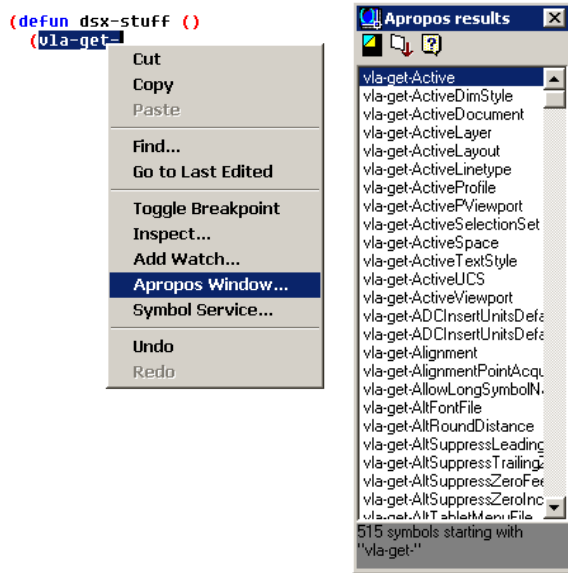 (defun dsx-stuff ()
(vla-get-
Cut
Copy
Paste
Find...
Go to Last Edited
Toggle Breakpoint
Inspect...
Add Watch...
Apropos Window...
Symbol Service...
Undo
Redo
Apropos results
vla-get-Active
vla-get-ActiveDimStyle
vla-get-ActiveDocument
vla-get-ActiveLayer
vla-get-ActiveLayout
vla-get-ActiveLinetype
vla-get-ActiveProfile
vla-get-ActivePViewport
vla-get-ActiveSelectionSet
vla-get-ActiveSpace
vla-get-ActiveTextStyle
vla-get-ActiveUCS
vla-get-ActiveViewport
vla-get-ADCInsertUnitsDefa
vla-get-ADCInsertUnitsDefa
vla-get-Alignment
vla-get-AlignmentPointAcqu
vla-get-AllowLongSymbolN
vla-get-AltFontFile
vla-get-AltRoundDistance
vla-get-AltSuppressLeading
vla-get-AltSuppressTrailingZ
vla-get-AltSuppressZeroFee
vla-get-AltSuppressZeroInc
vla-get-AltTabletMenuFile
515 symbols starting with
"vla-get-"